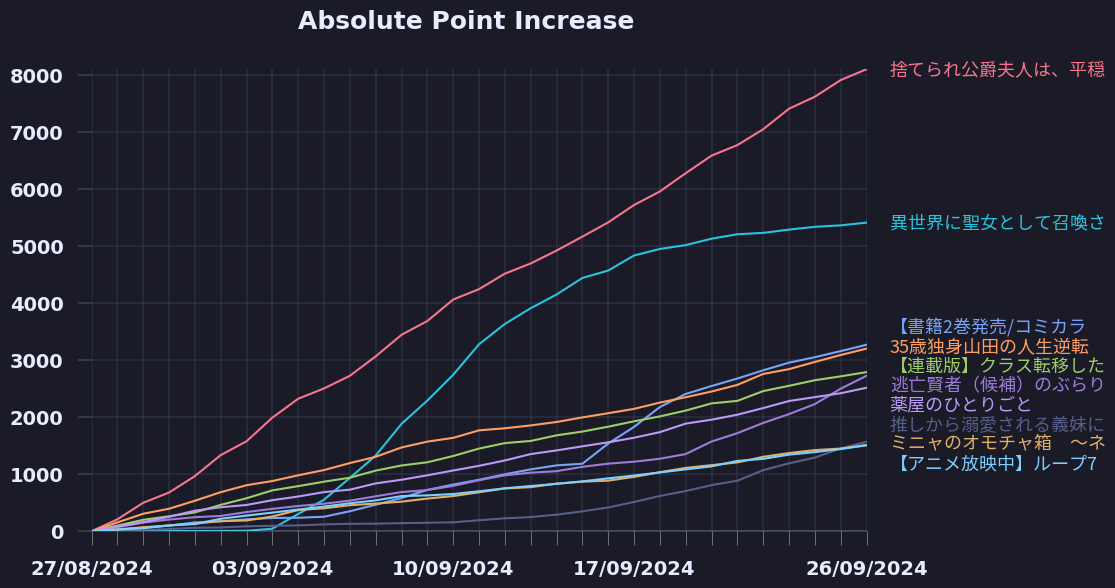 Absolute Point Increase
8000
7000
6000
5000
4000
3000
2000
1000
0
27/08/2024
03/09/2024
10/09/2024
17/09/2024
26/09/2024
捨てられ公爵夫人は、平穏
異世界に聖女として召喚さ
【書籍2巻発売/コミカラ
35歳独身山田の人生逆転
【連載版】クラス転移した
逃亡賢者（候補）のぶらり
薬屋のひとりごと
推しから溺愛される義妹に
ミニャのオモチャ箱　～ネ
【アニメ放映中】ループ7